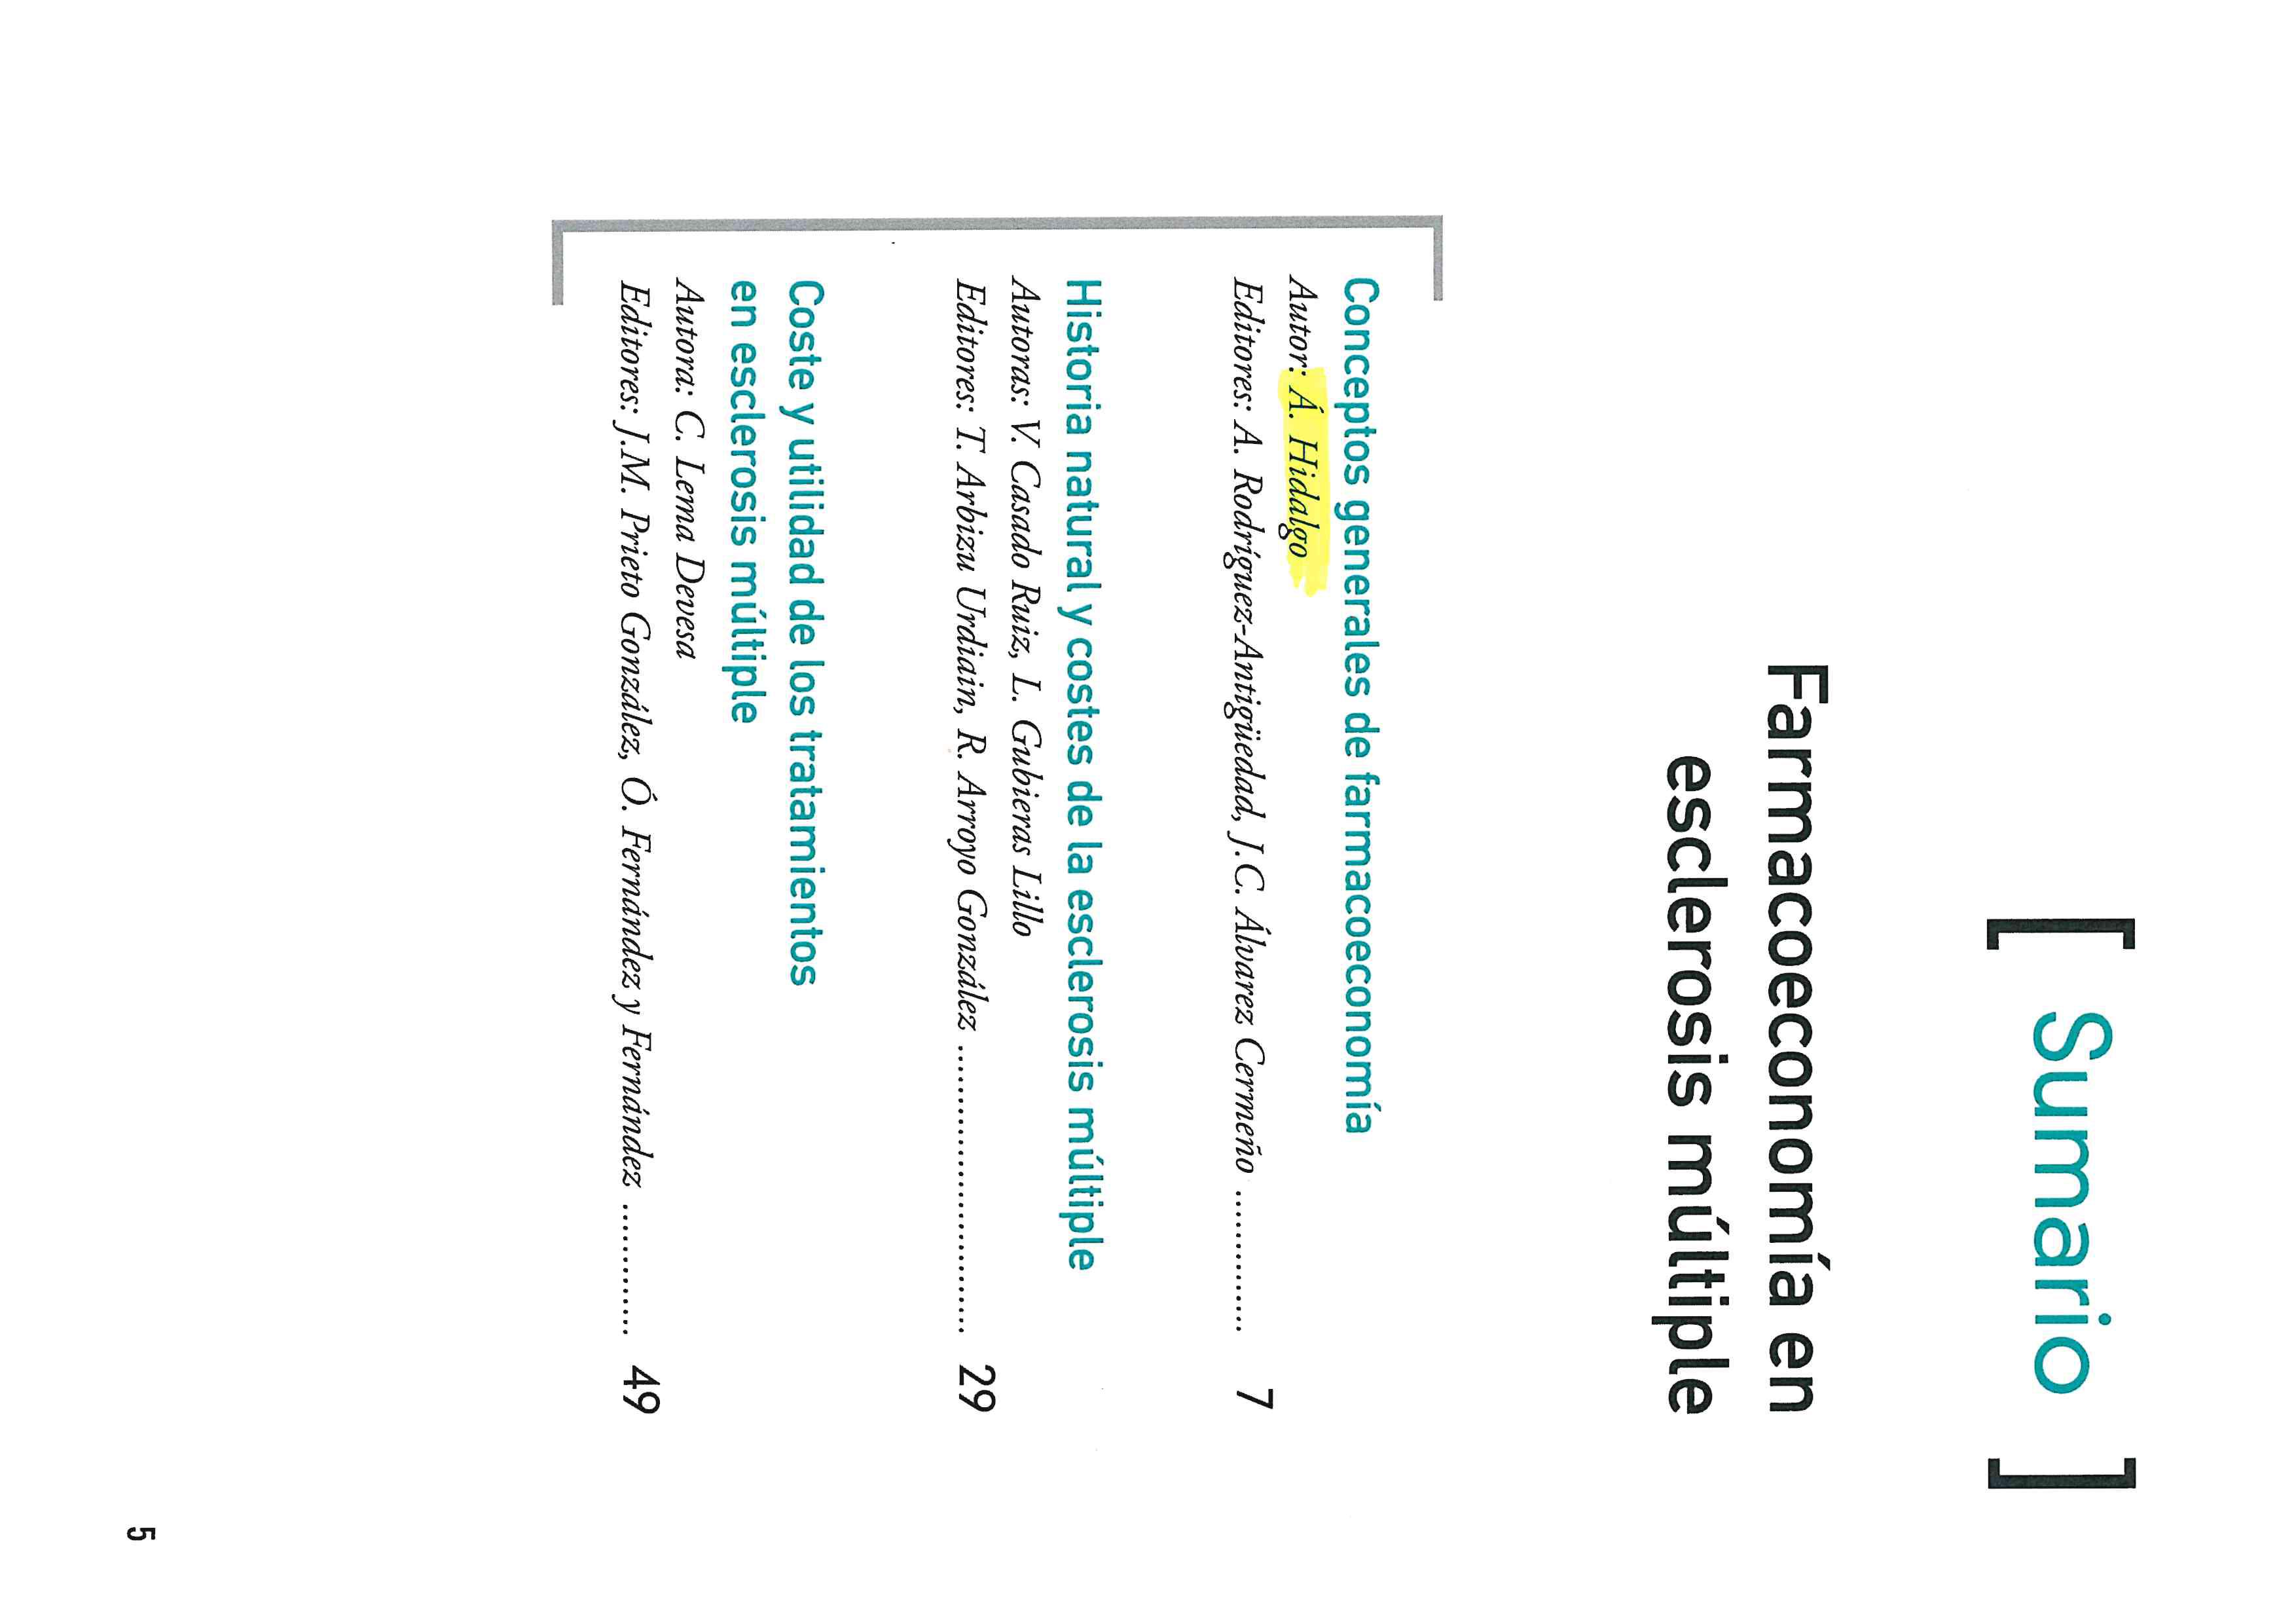 [ Sumario ]
Farmacoeconomía en
esclerosis múltiple
Conceptos generales de farmacoeconomía
Autor: Á. Hidalgo
Editores: A. Rodríguez-Antigüedad, J.C. Álvarez Cermeño .............. 7
Historia natural y costes de la esclerosis múltiple
Autoras: V. Casado Ruiz, L. Gubieras Lillo
Editores: T. Arbizu Urdiain, R. Arroyo González ............................ 29
Coste y utilidad de los tratamientos
en esclerosis múltiple
Autora: C. Lerna Devesa
Editores: J.M. Prieto González, Ó. Fernández y Fernández ............. 49
5